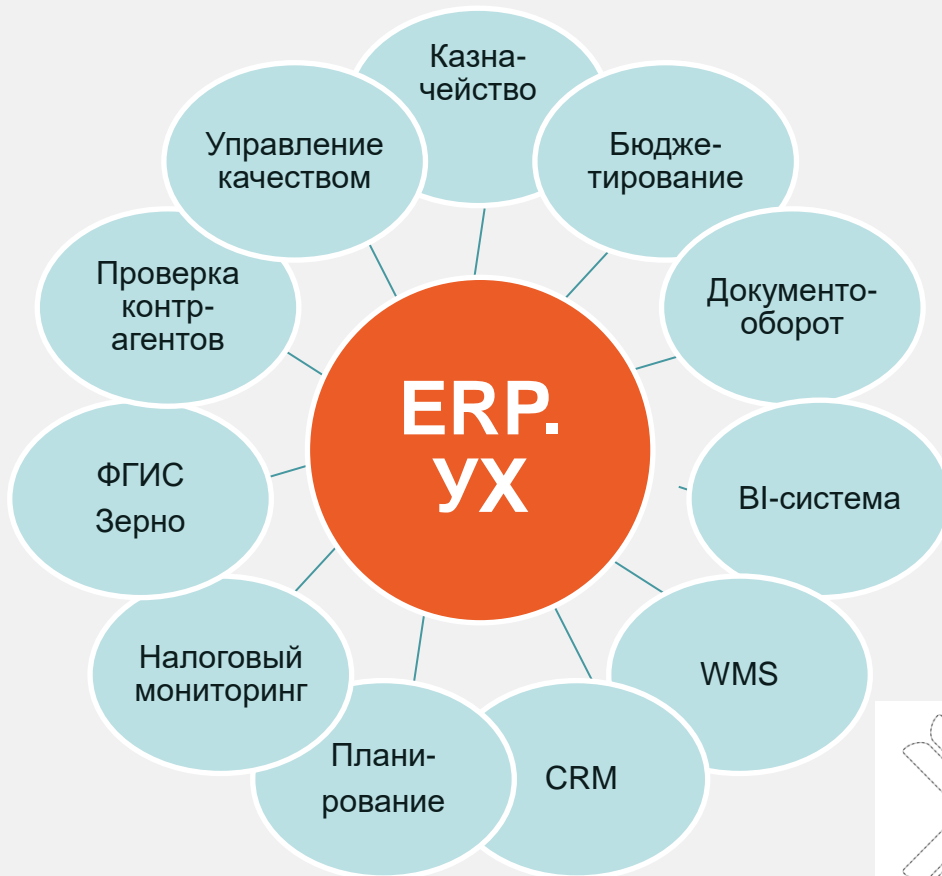 Казна-
чейство
Бюдже-
тирование
Документо-
оборот
BI-система
WMS
CRM
Плани-
рование
Налоговый
мониторинг
ФГИС
Зерно
Проверка
контр-
агентов
Управление
качеством
ERP.
УХ